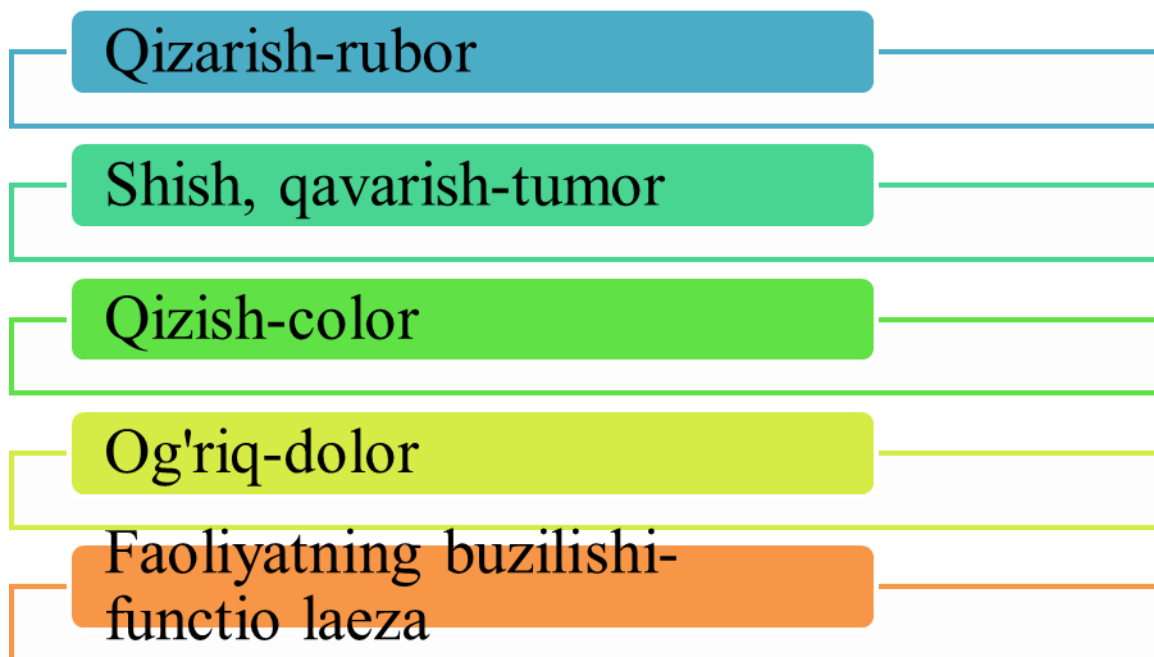 Qizarish-rubor
Shish, qavarish-tumor
Qizish-color
Og'riq-dolor
Faoliyatning buzilishi-
functio laeza